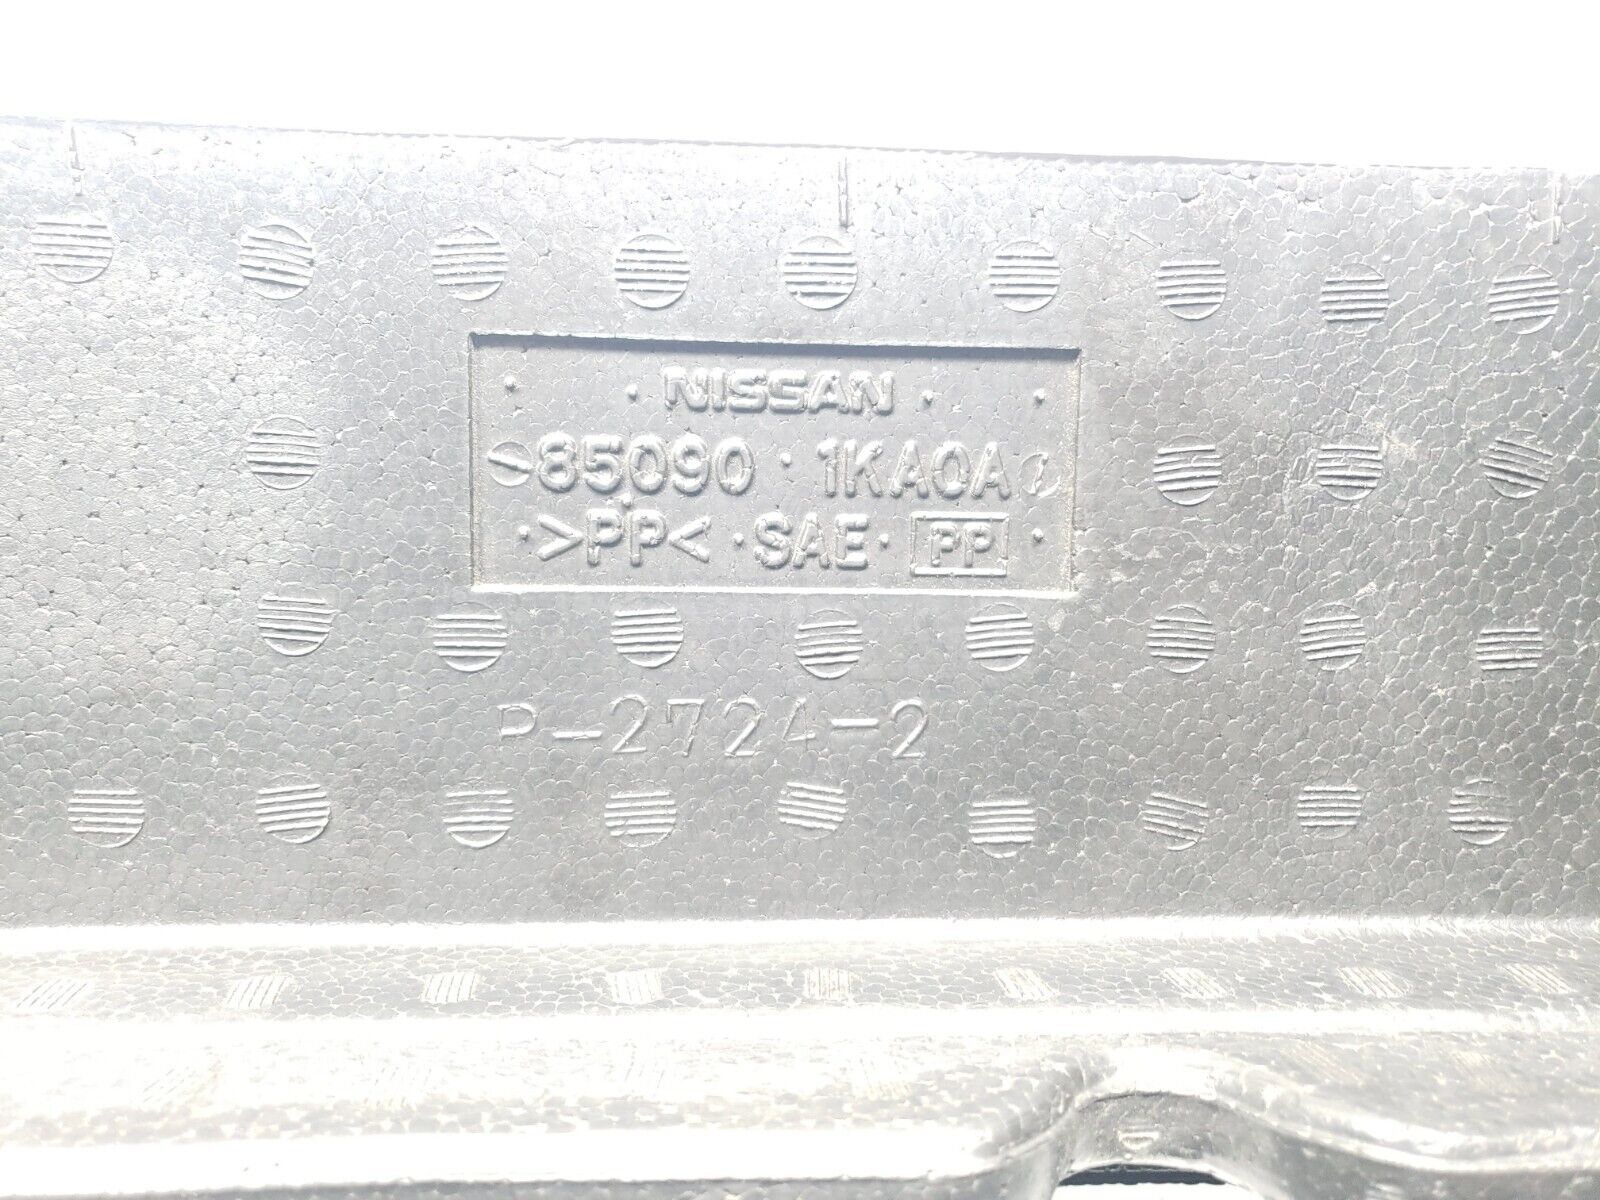 NISSAN
85090 · 1KA0A
>PP< · SAE · PP
P-2724-2